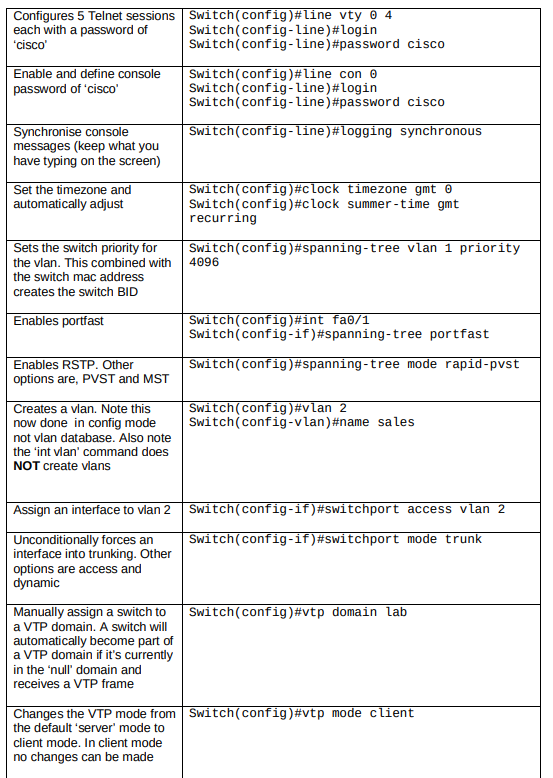 Configures 5 Telnet sessions
each with a password of
‘cisco’
Switch(config)#line vty 0 4
Switch(config-line)#login
Switch(config-line)#password cisco
Enable and define console
password of ‘cisco’
Switch(config)#line con 0
Switch(config-line)#login
Switch(config-line)#password cisco
Synchronise console
messages (keep what you
have typing on the screen)
Switch(config-line)#logging synchronous
Set the timezone and
automatically adjust
Switch(config)#clock timezone gmt 0
Switch(config)#clock summer-time gmt
recurring
Sets the switch priority for
the vlan. This combined with
the switch mac address
creates the switch BID
Switch(config)#spanning-tree vlan 1 priority
4096
Enables portfast
Switch(config)#int fa0/1
Switch(config-if)#spanning-tree portfast
Enables RSTP. Other
options are, PVST and MST
Switch(config)#spanning-tree mode rapid-pvst
Creates a vlan. Note this
now done in config mode
not vlan database. Also note
the ‘int vlan’ command does
NOT create vlans
Switch(config)#vlan 2
Switch(config-vlan)#name sales
Assign an interface to vlan 2
Switch(config-if)#switchport access vlan 2
Unconditionally forces an
interface into trunking. Other
options are access and
dynamic
Switch(config-if)#switchport mode trunk
Manually assign a switch to
a VTP domain. A switch will
automatically become part of
a VTP domain if it’s currently
in the ‘null’ domain and
receives a VTP frame
Switch(config)#vtp domain lab
Changes the VTP mode from
the default ‘server’ mode to
client mode. In client mode
no changes can be made
Switch(config)#vtp mode client